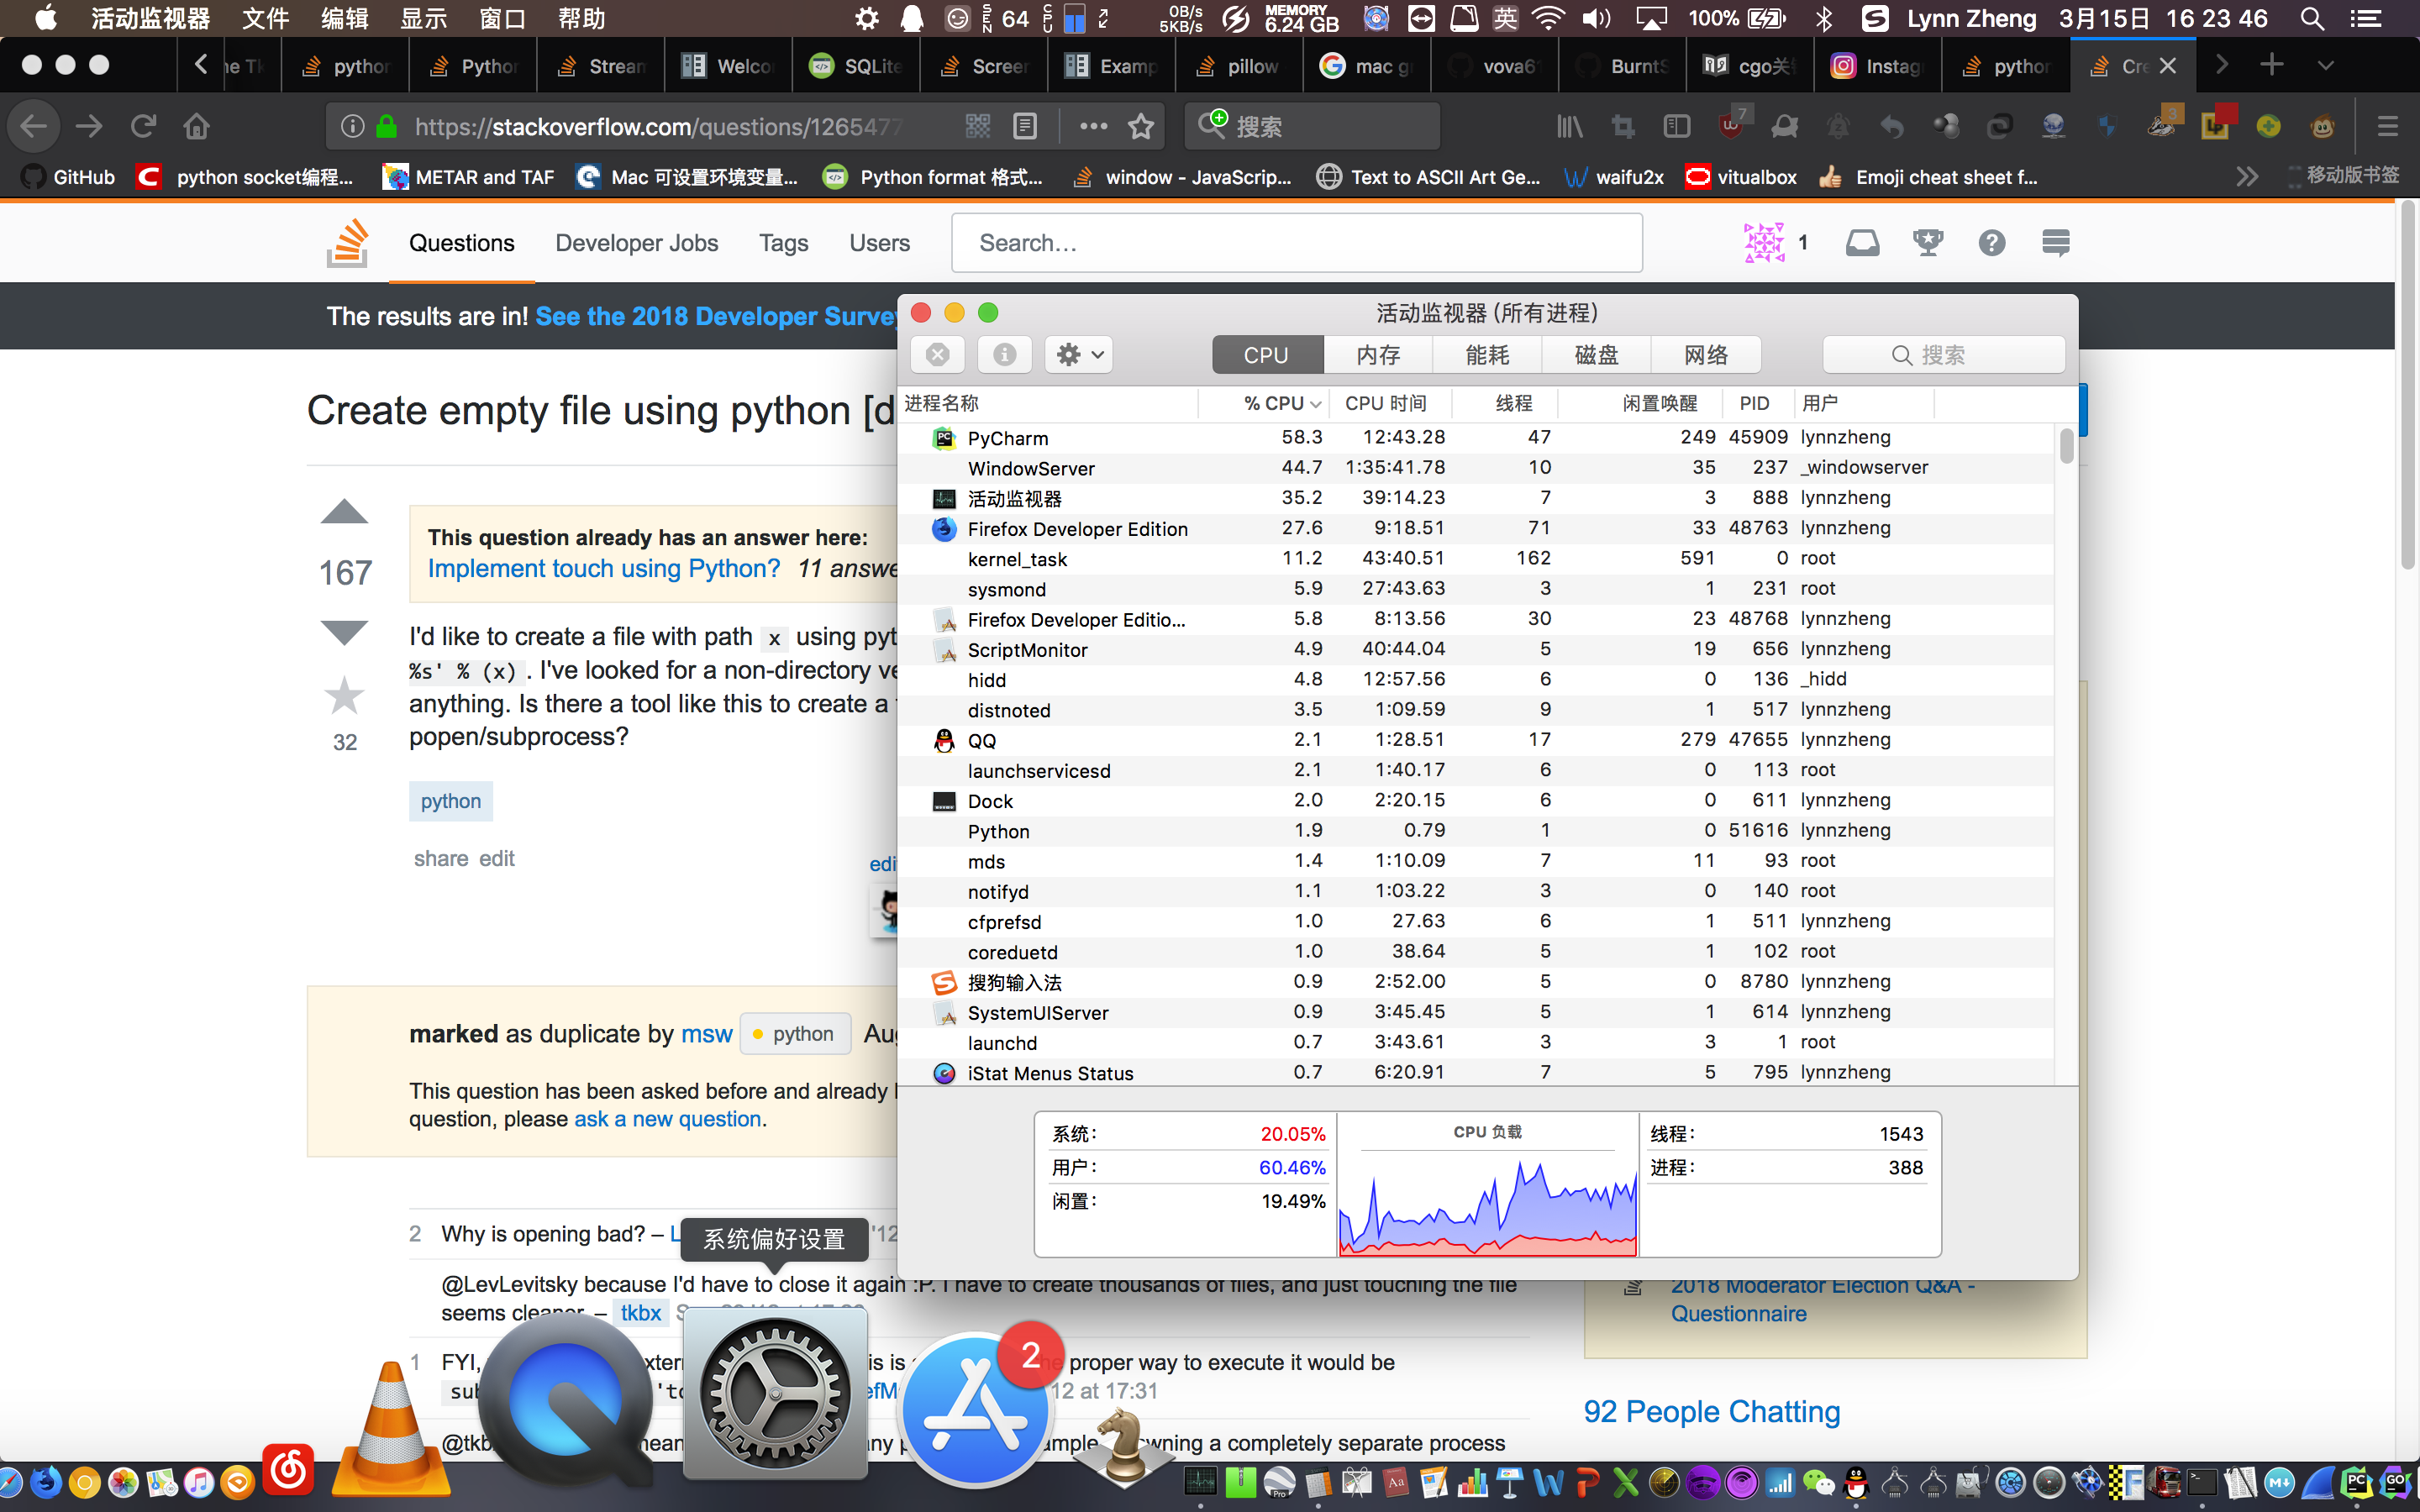 活动监视器 文件 编辑 显示 窗口 帮助 SEN 64 CPU 0B/s 5KB/s MEMORY 6.24 GB 英 100% Lynn Zheng 3月15日 16 23 46
python Python Stream Welco SQLite Screen Examp pillow mac g vova6 BurntS cgo关 Instag python Cre
https://stackoverflow.com/questions/1265477 搜索 7 3
GitHub python socket编程... METAR and TAF Mac 可设置环境变量... Python format 格式... window - JavaScrip... Text to ASCII Art Ge... waifu2x vitualbox Emoji cheat sheet f... 移动版书签
Questions Developer Jobs Tags Users Search... 1
The results are in! See the 2018 Developer Survey
Create empty file using python [d
167
This question already has an answer here:
Implement touch using Python? 11 answe
I'd like to create a file with path x using pyt
%s' % (x) . I've looked for a non-directory ve
anything. Is there a tool like this to create a
popen/subprocess?
32
python
share edit
edi
marked as duplicate by msw python Aug
This question has been asked before and already
question, please ask a new question.
2 Why is opening bad? – L '12
系统偏好设置
@LevLevitsky because I'd have to close it again :P. I have to create thousands of files, and just touching the file
seems cleaner. – tkbx
1 FYI, xtern is is proper way to execute it would be
sub 'to efM 12 at 17:31
@tkb mean any p ample wning a completely separate process
2
2018 Moderator Election Q&A -
Questionnaire
92 People Chatting
活动监视器 (所有进程)
CPU 内存 能耗 磁盘 网络 搜索
进程名称 % CPU CPU 时间 线程 闲置唤醒 PID 用户
PyCharm 58.3 12:43.28 47 249 45909 lynnzheng
WindowServer 44.7 1:35:41.78 10 35 237 _windowserver
活动监视器 35.2 39:14.23 7 3 888 lynnzheng
Firefox Developer Edition 27.6 9:18.51 71 33 48763 lynnzheng
kernel_task 11.2 43:40.51 162 591 0 root
sysmond 5.9 27:43.63 3 1 231 root
Firefox Developer Editio... 5.8 8:13.56 30 23 48768 lynnzheng
ScriptMonitor 4.9 40:44.04 5 19 656 lynnzheng
hidd 4.8 12:57.56 6 0 136 _hidd
distnoted 3.5 1:09.59 9 1 517 lynnzheng
QQ 2.1 1:28.51 17 279 47655 lynnzheng
launchservicesd 2.1 1:40.17 6 0 113 root
Dock 2.0 2:20.15 6 0 611 lynnzheng
Python 1.9 0.79 1 0 51616 lynnzheng
mds 1.4 1:10.09 7 11 93 root
notifyd 1.1 1:03.22 3 0 140 root
cfprefsd 1.0 27.63 6 1 511 lynnzheng
coreduetd 1.0 38.64 5 1 102 root
搜狗输入法 0.9 2:52.00 5 0 8780 lynnzheng
SystemUIServer 0.9 3:45.45 5 1 614 lynnzheng
launchd 0.7 3:43.61 3 3 1 root
iStat Menus Status 0.7 6:20.91 7 5 795 lynnzheng
系统: 20.05% CPU 负载 线程: 1543
用户: 60.46% 进程: 388
闲置: 19.49%